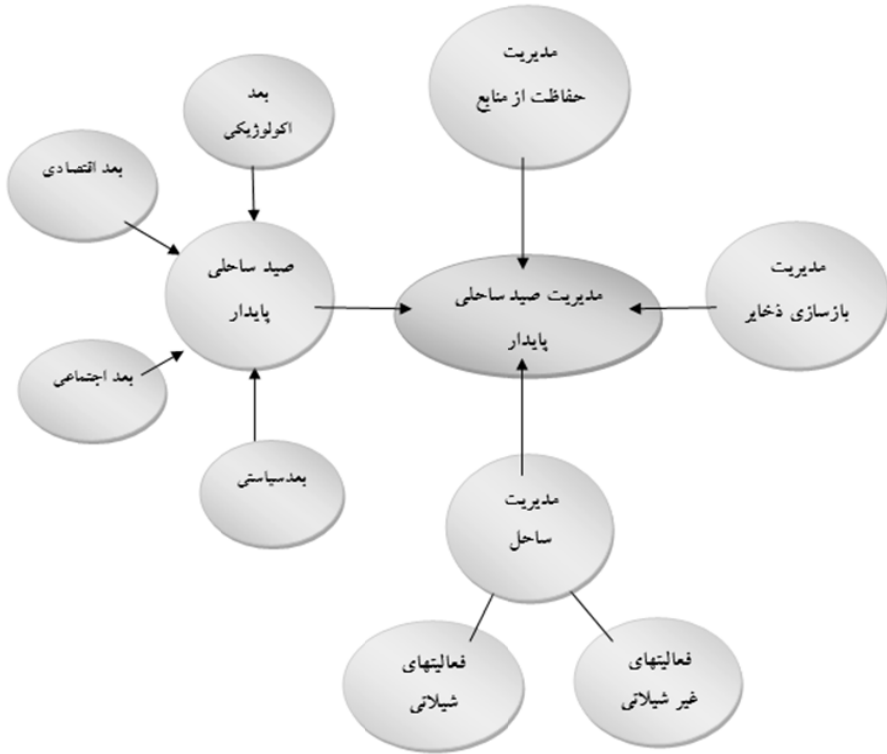 مدیریت
حفاظت از منابع
بعد
اکولوژیکی
بعد اقتصادی
صید ساحلی
پایدار
مدیریت صید ساحلی
پایدار
مدیریت
بازسازی ذخایر
بعد اجتماعی
بعدسیاستی
مدیریت
ساحل
فعالیتهای
غیر شیلاتی
فعالیتهای
شیلاتی